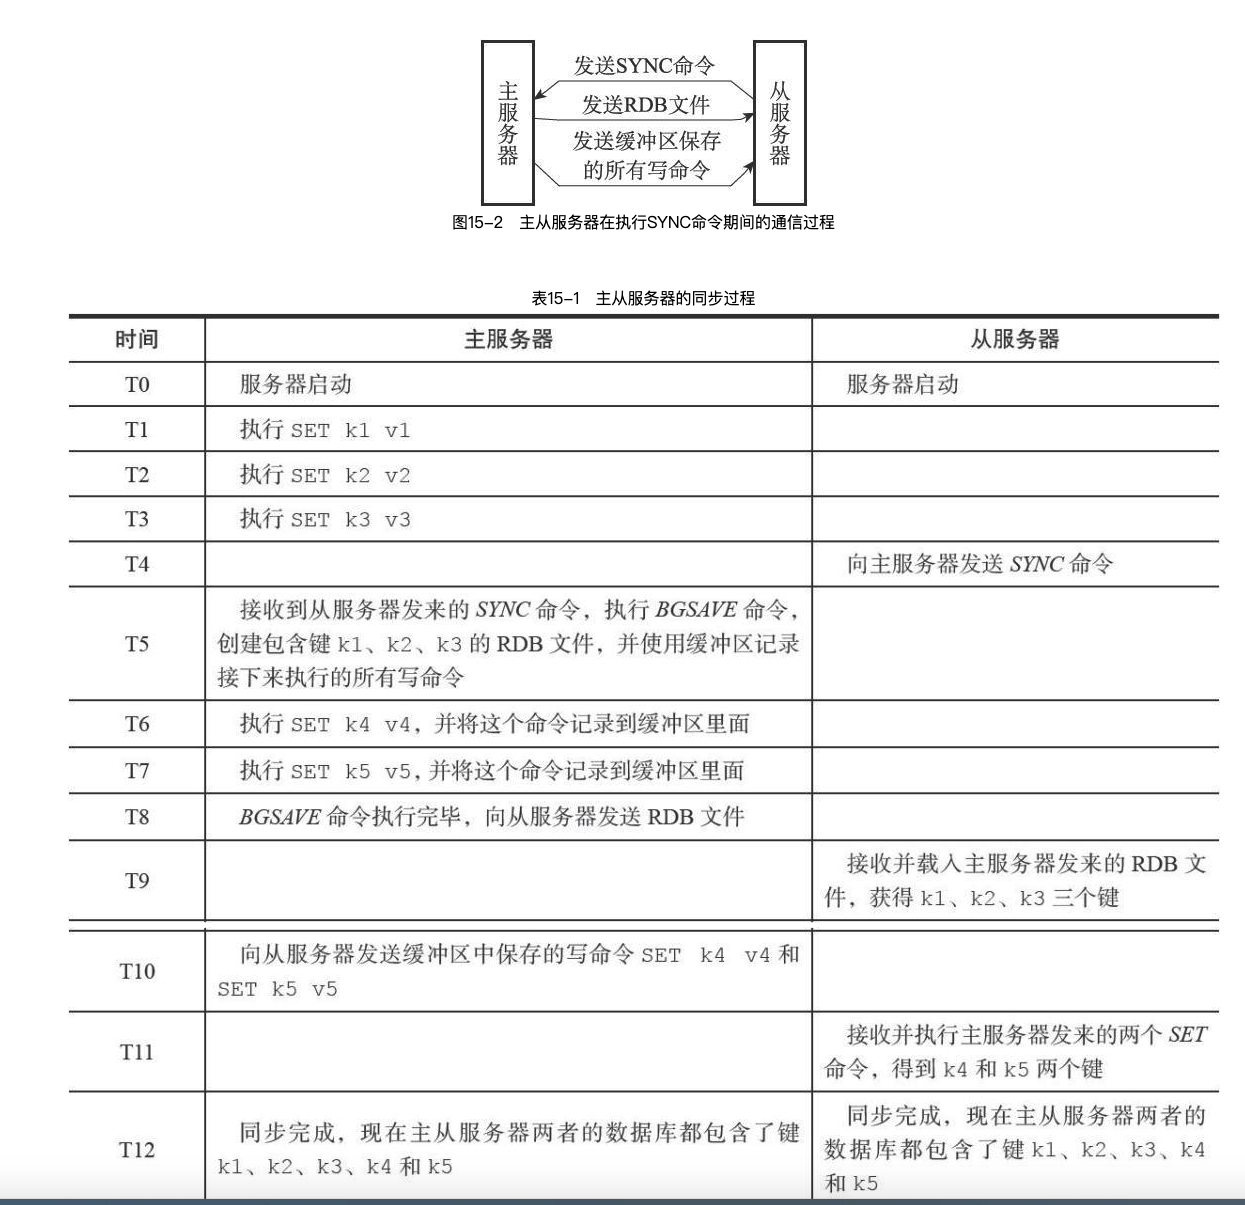 主服务器
发送SYNC命令
发送RDB文件
发送缓冲区保存
的所有写命令
从服务器
图15-2 主从服务器在执行SYNC命令期间的通信过程
表15-1 主从服务器的同步过程
时间 主服务器 从服务器
T0 服务器启动 服务器启动
T1 执行 SET k1 v1
T2 执行 SET k2 v2
T3 执行 SET k3 v3
T4 向主服务器发送 SYNC 命令
T5
接收到从服务器发来的 SYNC 命令，执行 BGSAVE 命令，
创建包含键 k1、k2、k3 的 RDB 文件，并使用缓冲区记录
接下来执行的所有写命令
T6 执行 SET k4 v4，并将这个命令记录到缓冲区里面
T7 执行 SET k5 v5，并将这个命令记录到缓冲区里面
T8 BGSAVE 命令执行完毕，向从服务器发送 RDB 文件
T9
接收并载入主服务器发来的 RDB 文
件，获得 k1、k2、k3 三个键
T10
向从服务器发送缓冲区中保存的写命令 SET k4 v4 和
SET k5 v5
T11
接收并执行主服务器发来的两个 SET
命令，得到 k4 和 k5 两个键
T12
同步完成，现在主从服务器两者的数据库都包含了键
k1、k2、k3、k4 和 k5
同步完成，现在主从服务器两者的
数据库都包含了键 k1、k2、k3、k4
和 k5